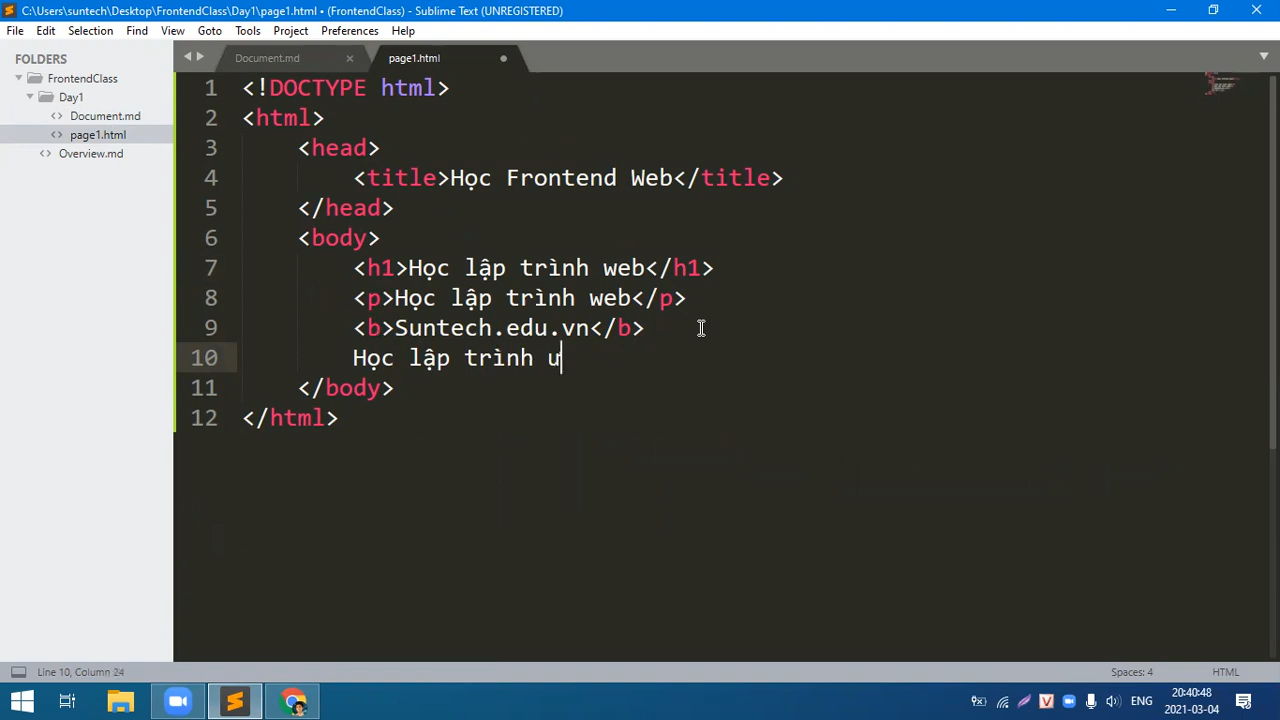 C:\Users\suntech\Desktop\FrontendClass\Day1\page1.html • (FrontendClass) - Sublime Text (UNREGISTERED)
File Edit Selection Find View Goto Tools Project Preferences Help
FOLDERS
FrontendClass
Day1
Document.md
page1.html
Overview.md
Document.md × page1.html
1 <!DOCTYPE html>
2 <html>
3 <head>
4 <title>Học Frontend Web</title>
5 </head>
6 <body>
7 <h1>Học lập trình web</h1>
8 <p>Học lập trình web</p>
9 <b>Suntech.edu.vn</b>
10 Học lập trình ư
11 </body>
12 </html>
Line 10, Column 24
Spaces: 4 HTML
ENG
20:40:48
2021-03-04